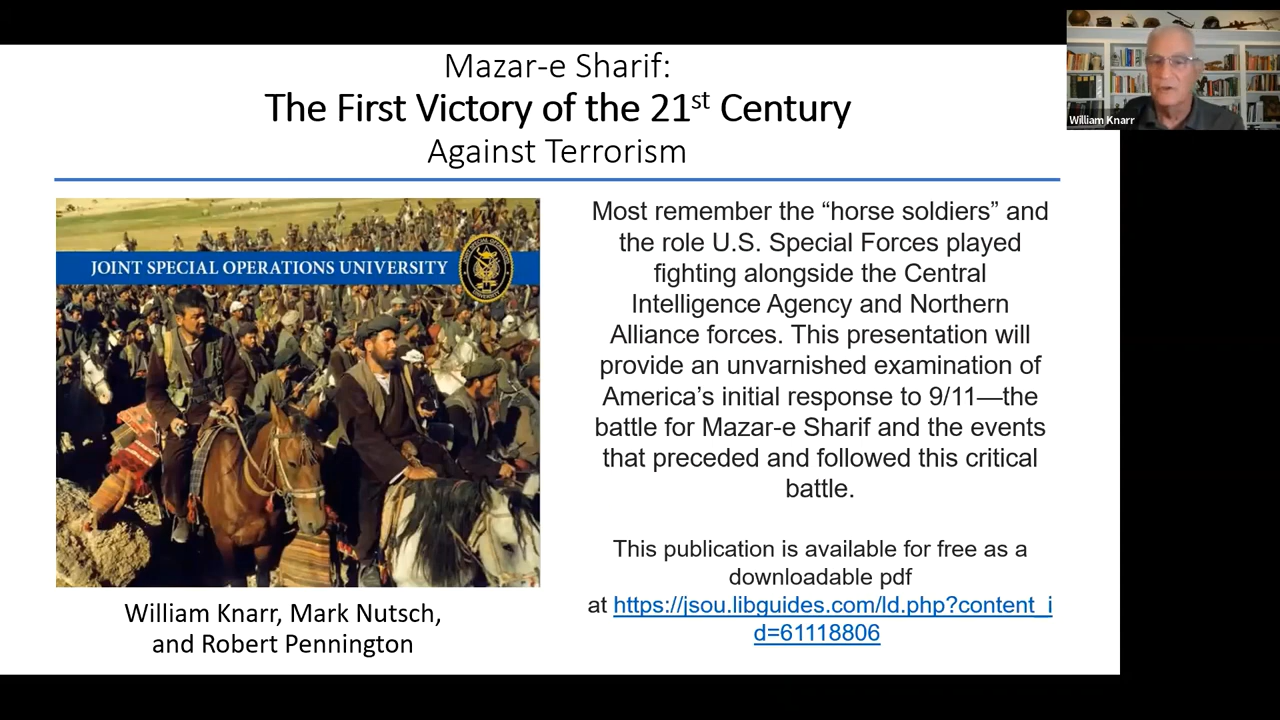 Mazar-e Sharif:
The First Victory of the 21st Century
Against Terrorism
William Knarr
JOINT SPECIAL OPERATIONS UNIVERSITY
Most remember the “horse soldiers” and
the role U.S. Special Forces played
fighting alongside the Central
Intelligence Agency and Northern
Alliance forces. This presentation will
provide an unvarnished examination of
America’s initial response to 9/11—the
battle for Mazar-e Sharif and the events
that preceded and followed this critical
battle.
This publication is available for free as a
downloadable pdf
at https://jsou.libguides.com/ld.php?content_i
d=61118806
William Knarr, Mark Nutsch,
and Robert Pennington